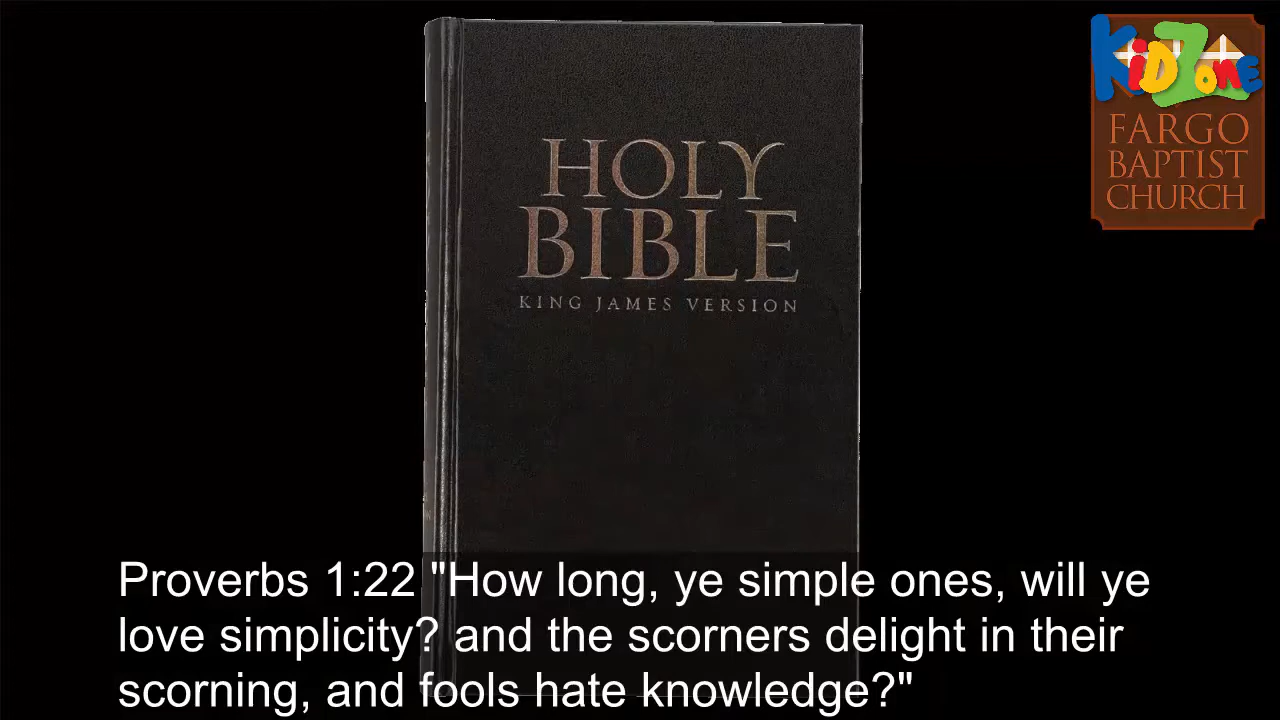 KidZone
FARGO
BAPTIST
CHURCH
HOLY
BIBLE
KING JAMES VERSION
Proverbs 1:22 "How long, ye simple ones, will ye
love simplicity? and the scorners delight in their
scorning, and fools hate knowledge?"